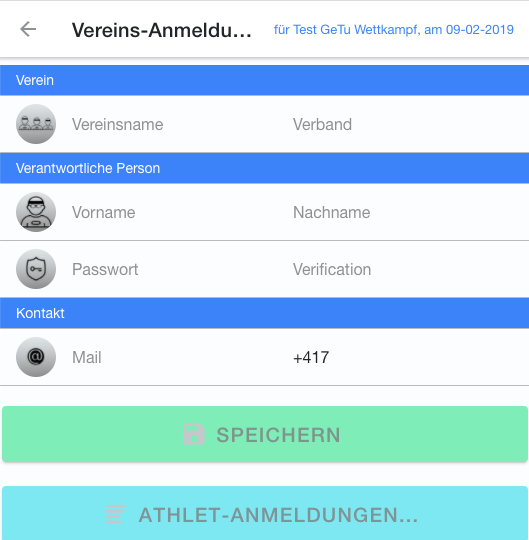 Vereins-Anmeldu... für Test GeTu Wettkampf, am 09-02-2019
Verein
Vereinsname Verband
Verantwortliche Person
Vorname Nachname
Passwort Verification
Kontakt
@ Mail +417
SPEICHERN
ATHLET-ANMELDUNGEN...